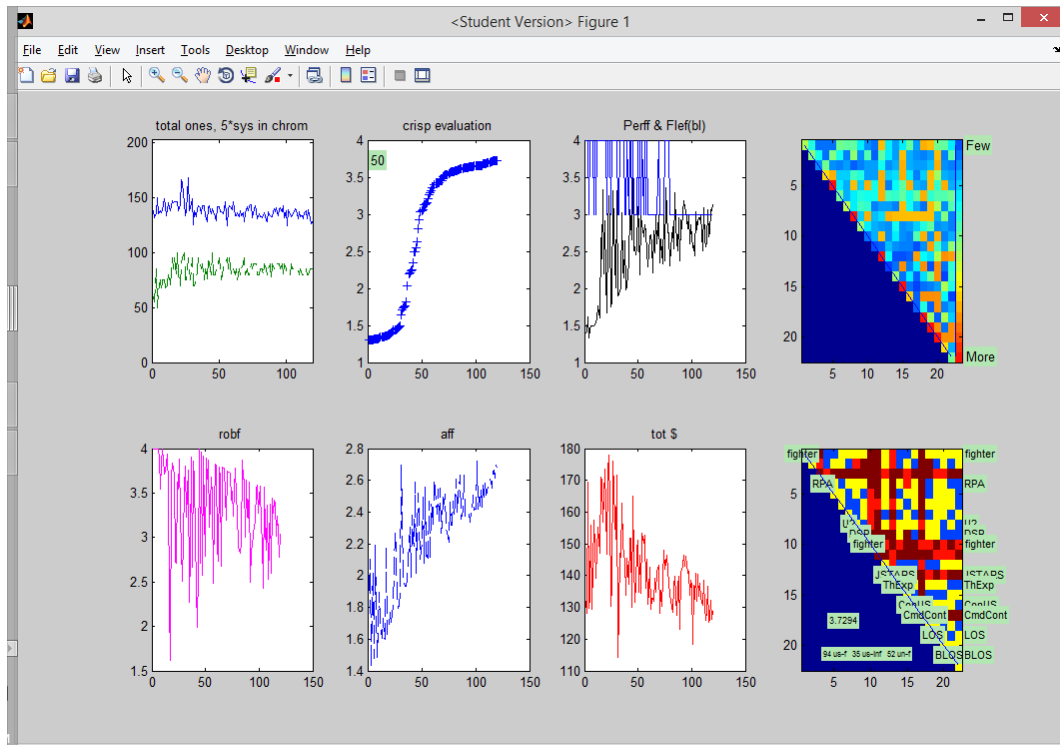 <Student Version> Figure 1
File Edit View Insert Tools Desktop Window Help
total ones, 5*sys in chrom
200
150
100
50
0
0 50 100
crisp evaluation
50
4
3.5
3
2.5
2
1.5
1
0 50 100 150
Perff & Flef(bl)
4
3.5
3
2.5
2
1.5
1
0 50 100 150
Few
More
5
10
15
20
5 10 15 20
robf
4
3.5
3
2.5
2
1.5
0 50 100 150
aff
2.8
2.6
2.4
2.2
2
1.8
1.6
1.4
0 50 100 150
tot $
180
170
160
150
140
130
120
110
0 50 100 150
5
10
15
20
5 10 15 20
fighter fighter
RPA RPA
U2 U2
DSP DSP
fighter fighter
JSTARS JSTARS
ThExp ThExp
ConUS ConUS
CmdCont CmdCont
LOS LOS
BLOS BLOS
3.7294
94 us-f 35 us-inf 52 un-f